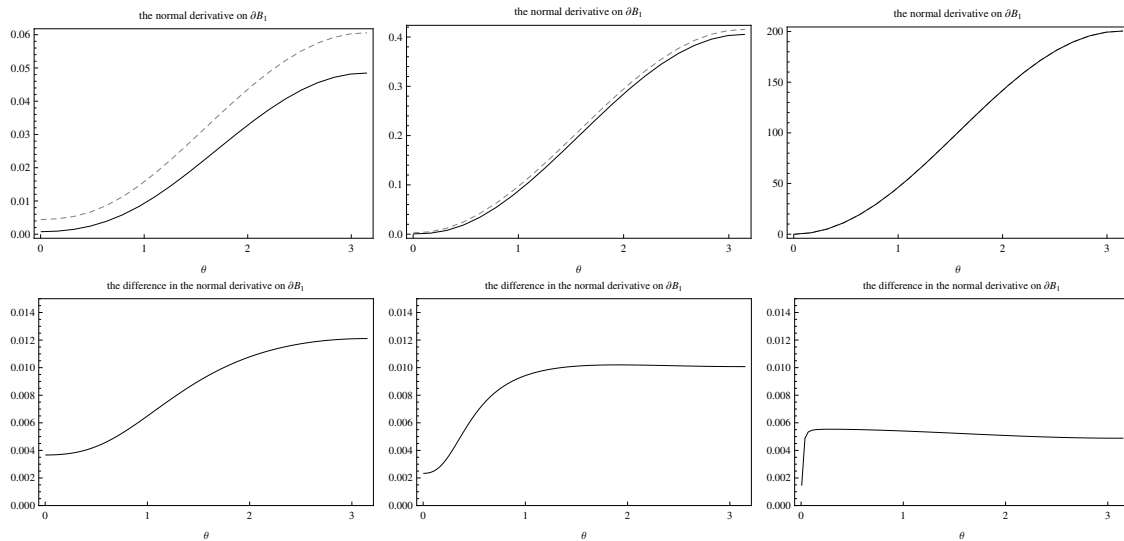 the normal derivative on ∂B₁
0.06
0.05
0.04
0.03
0.02
0.01
0.00
0 1 2 3
θ
the normal derivative on ∂B₁
0.4
0.3
0.2
0.1
0.0
0 1 2 3
θ
the normal derivative on ∂B₁
200
150
100
50
0
0 1 2 3
θ
the difference in the normal derivative on ∂B₁
0.014
0.012
0.010
0.008
0.006
0.004
0.002
0.000
0 1 2 3
θ
the difference in the normal derivative on ∂B₁
0.014
0.012
0.010
0.008
0.006
0.004
0.002
0.000
0 1 2 3
θ
the difference in the normal derivative on ∂B₁
0.014
0.012
0.010
0.008
0.006
0.004
0.002
0.000
0 1 2 3
θ